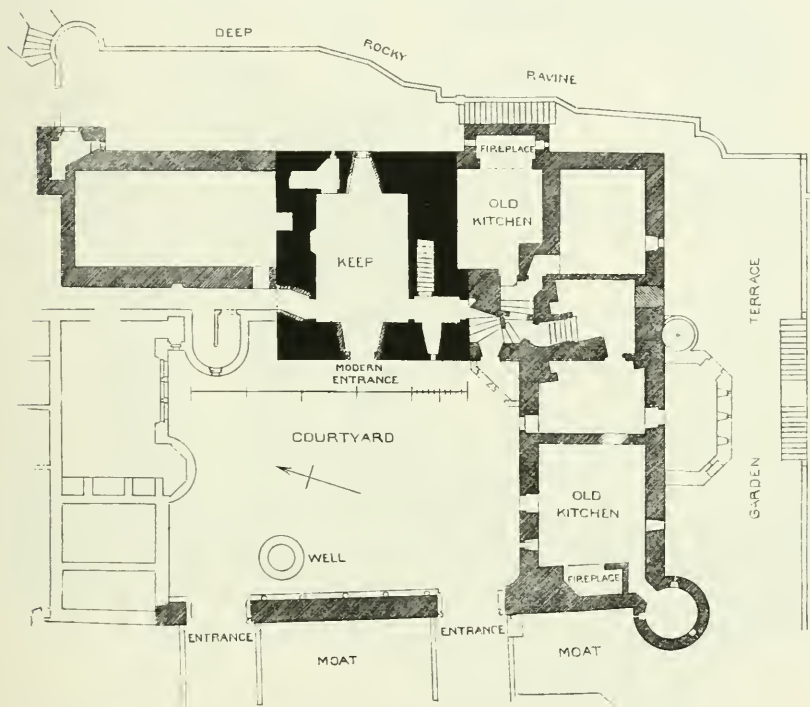 DEEP
ROCKY
RAVINE
FIREPLACE
OLD
KITCHEN
KEEP
TERRACE
GARDEN
MODERN
ENTRANCE
COURTYARD
OLD
KITCHEN
WELL
FIREPLACE
ENTRANCE
ENTRANCE
MOAT
MOAT